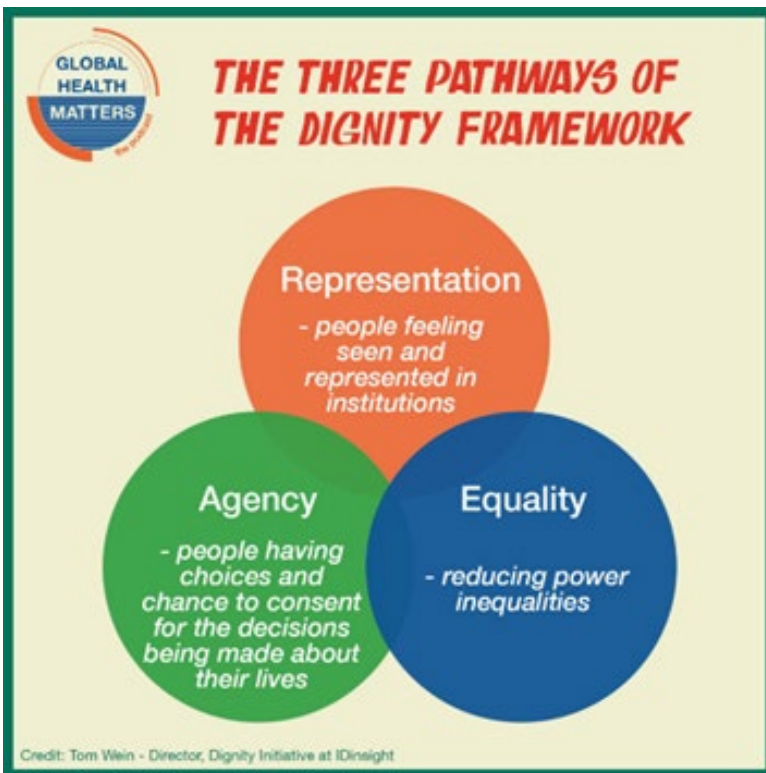 GLOBAL
HEALTH
MATTERS
the podcast
THE THREE PATHWAYS OF
THE DIGNITY FRAMEWORK
Representation
- people feeling
seen and
represented in
institutions
Agency
- people having
choices and
chance to consent
for the decisions
being made about
their lives
Equality
- reducing power
inequalities
Credit: Tom Wein - Director, Dignity Initiative at IDinsight